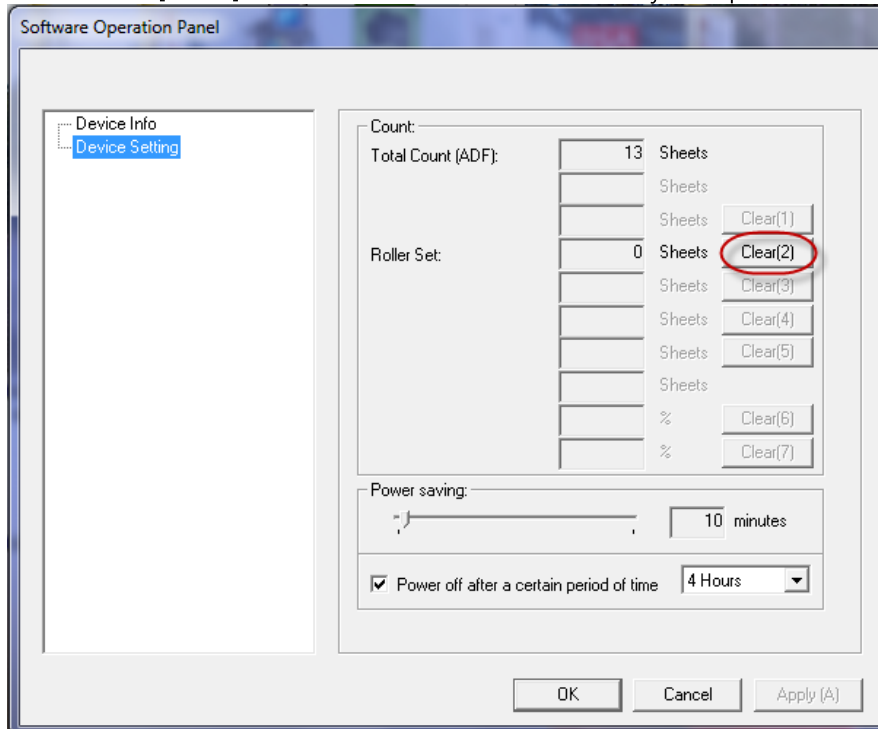 Software Operation Panel
Device Info
Device Setting
Count:
Total Count (ADF): 13 Sheets
Sheets
Sheets Clear(1)
Roller Set: 0 Sheets Clear(2)
Sheets Clear(3)
Sheets Clear(4)
Sheets Clear(5)
Sheets
% Clear(6)
% Clear(7)
Power saving:
10 minutes
Power off after a certain period of time 4 Hours
OK Cancel Apply (A)